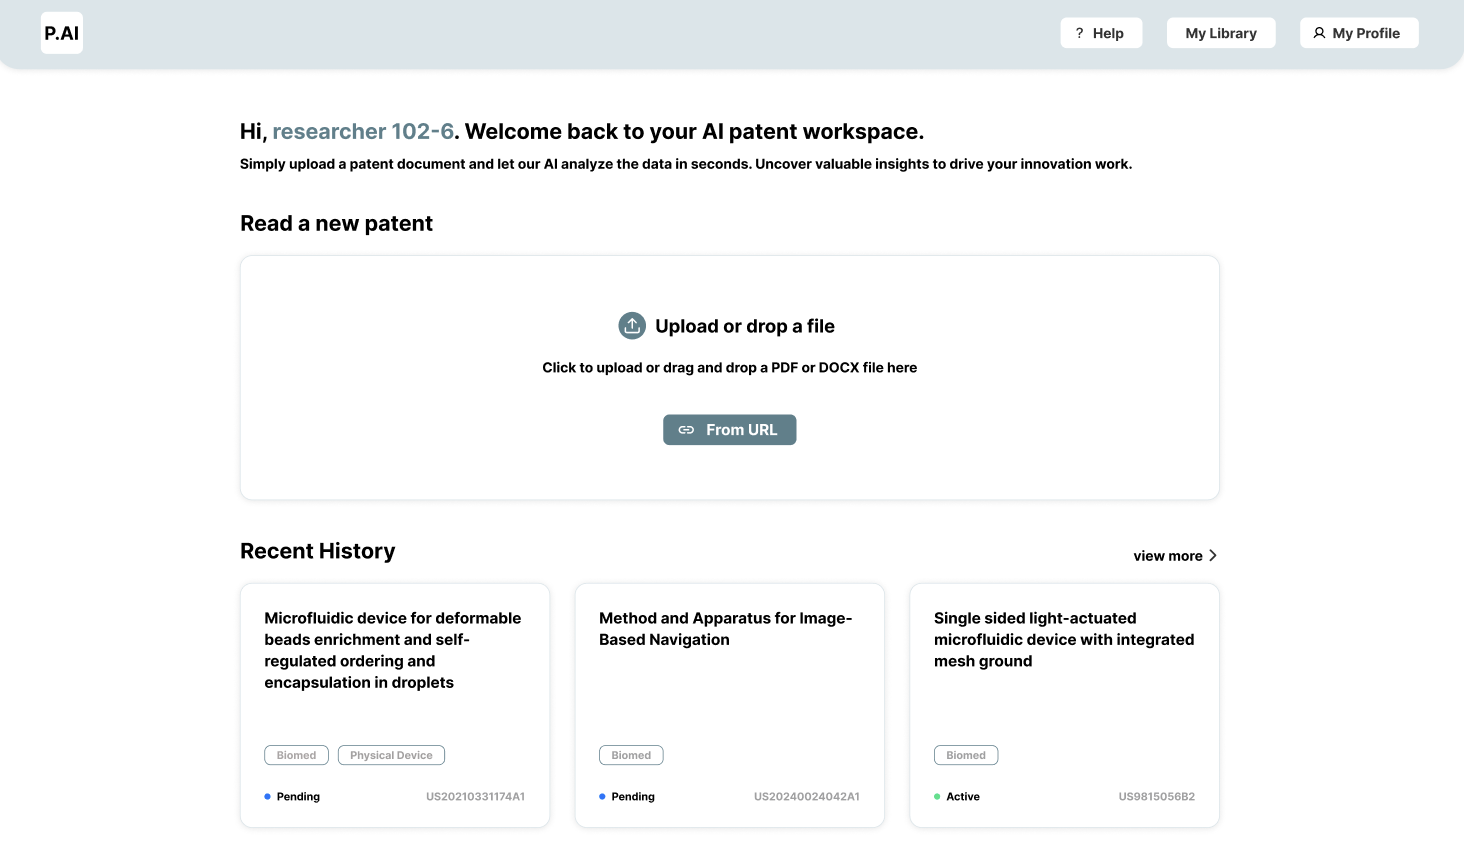 P.AI
? Help
My Library
My Profile
Hi, researcher 102-6. Welcome back to your AI patent workspace.
Simply upload a patent document and let our AI analyze the data in seconds. Uncover valuable insights to drive your innovation work.
Read a new patent
Upload or drop a file
Click to upload or drag and drop a PDF or DOCX file here
From URL
Recent History
view more
Microfluidic device for deformable
beads enrichment and self-
regulated ordering and
encapsulation in droplets
Biomed
Physical Device
Pending
US20210331174A1
Method and Apparatus for Image-
Based Navigation
Biomed
Pending
US20240024042A1
Single sided light-actuated
microfluidic device with integrated
mesh ground
Biomed
Active
US9815056B2